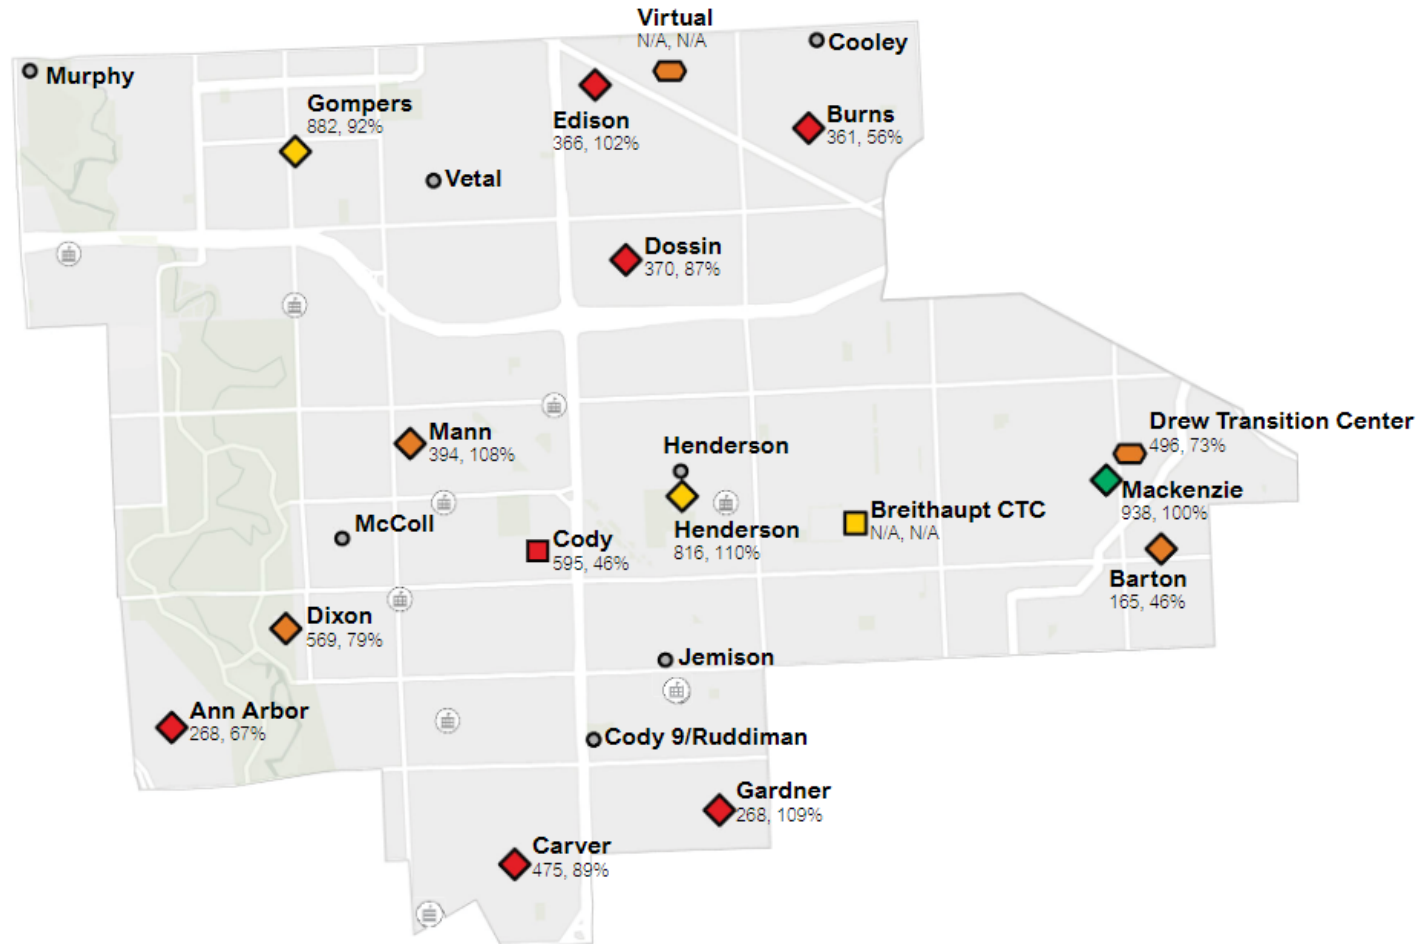 Virtual
N/A, N/A
Cooley
Murphy
Gompers
882, 92%
Edison
366, 102%
Burns
361, 56%
Vetal
Dossin
370, 87%
Mann
394, 108%
Henderson
Drew Transition Center
496, 73%
Mackenzie
938, 100%
Breithaupt CTC
N/A, N/A
McColl
Henderson
816, 110%
Cody
595, 46%
Barton
165, 46%
Dixon
569, 79%
Jemison
Ann Arbor
268, 67%
Cody 9/Ruddiman
Gardner
268, 109%
Carver
475, 89%